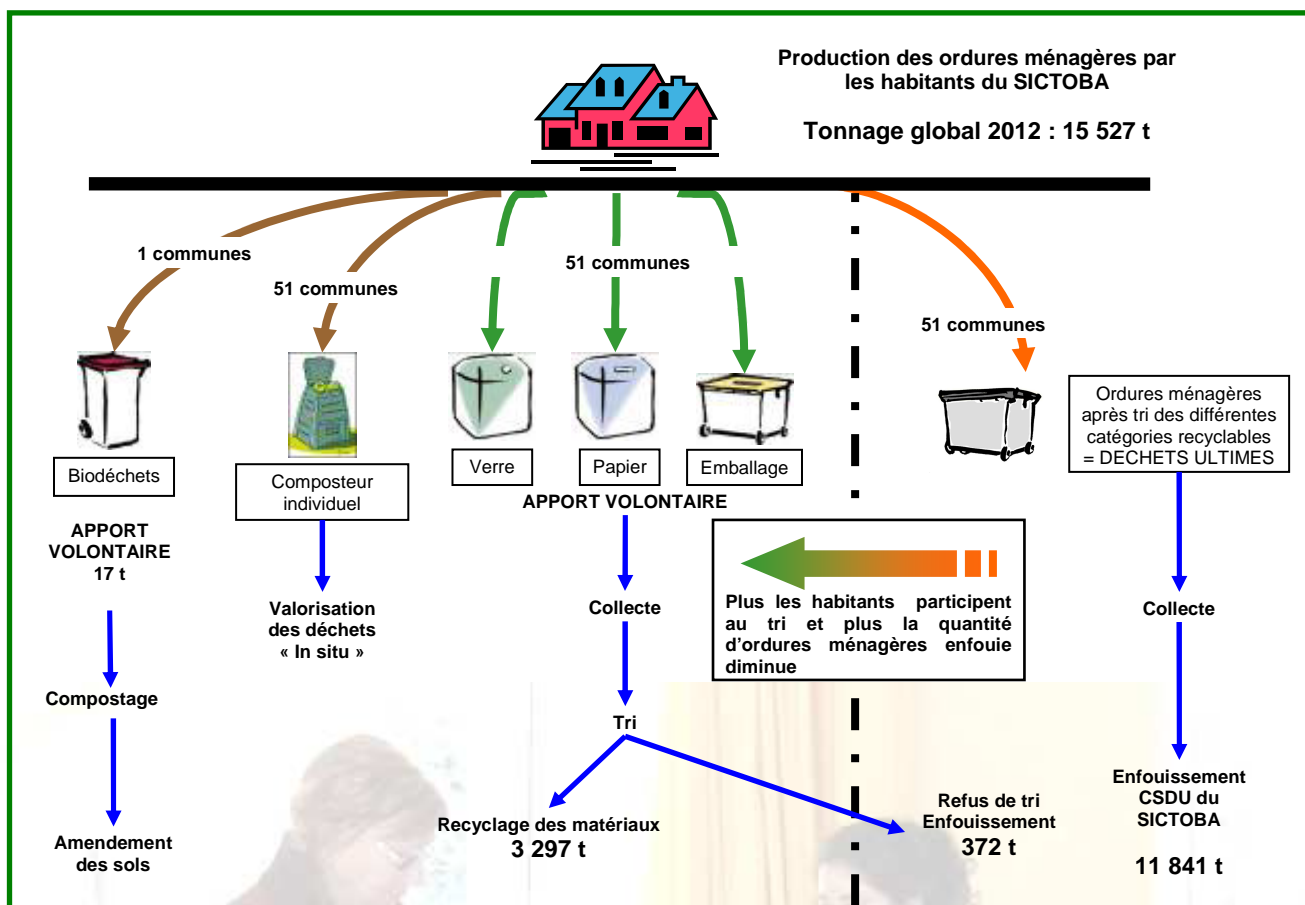 Production des ordures ménagères par
les habitants du SICTOBA
Tonnage global 2012 : 15 527 t
1 communes
51 communes
51 communes
51 communes
Biodéchets
Composteur
individuel
Verre
Papier
Emballage
Ordures ménagères
après tri des différentes
catégories recyclables
= DECHETS ULTIMES
APPORT
VOLONTAIRE
17 t
APPORT VOLONTAIRE
Valorisation
des déchets
« In situ »
Collecte
Plus les habitants participent
au tri et plus la quantité
d'ordures ménagères enfouie
diminue
Collecte
Compostage
Tri
Amendement
des sols
Recyclage des matériaux
3 297 t
Refus de tri
Enfouissement
372 t
Enfouissement
CSDU du
SICTOBA
11 841 t